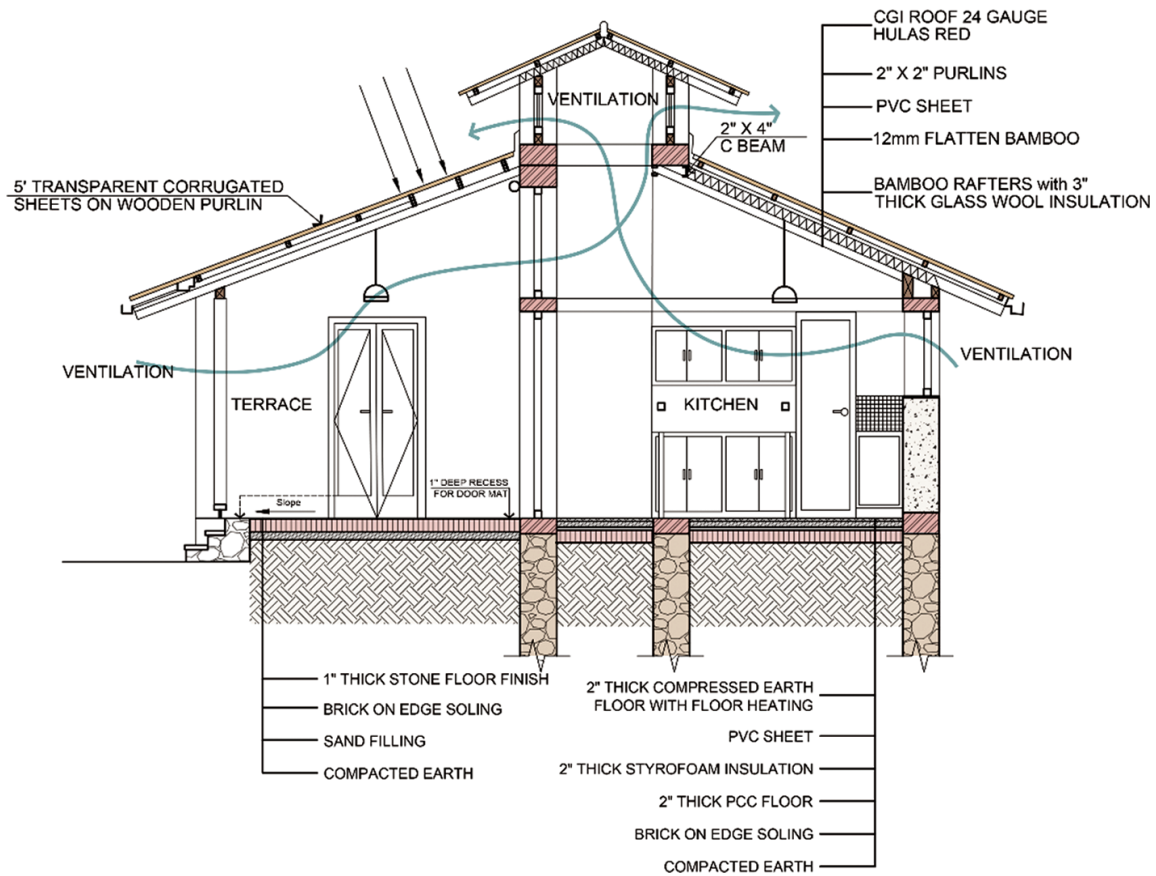 CGI ROOF 24 GAUGE
HULAS RED
2" X 2" PURLINS
PVC SHEET
12mm FLATTEN BAMBOO
BAMBOO RAFTERS with 3"
THICK GLASS WOOL INSULATION
VENTILATION
2" X 4"
C BEAM
5' TRANSPARENT CORRUGATED
SHEETS ON WOODEN PURLIN
VENTILATION
VENTILATION
TERRACE
KITCHEN
1" DEEP RECESS
FOR DOOR MAT
Slope
1" THICK STONE FLOOR FINISH
BRICK ON EDGE SOLING
SAND FILLING
COMPACTED EARTH
2" THICK COMPRESSED EARTH
FLOOR WITH FLOOR HEATING
PVC SHEET
2" THICK STYROFOAM INSULATION
2" THICK PCC FLOOR
BRICK ON EDGE SOLING
COMPACTED EARTH